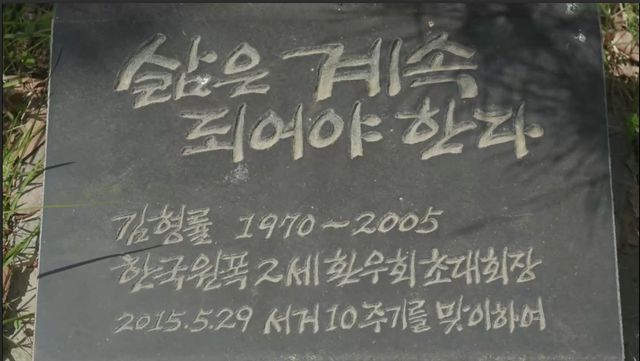 삶은 계속
되어야 한다
김형률 1970~2005
한국원폭2세환우회초대회장
2015.5.29 서거10주기를 맞이하여